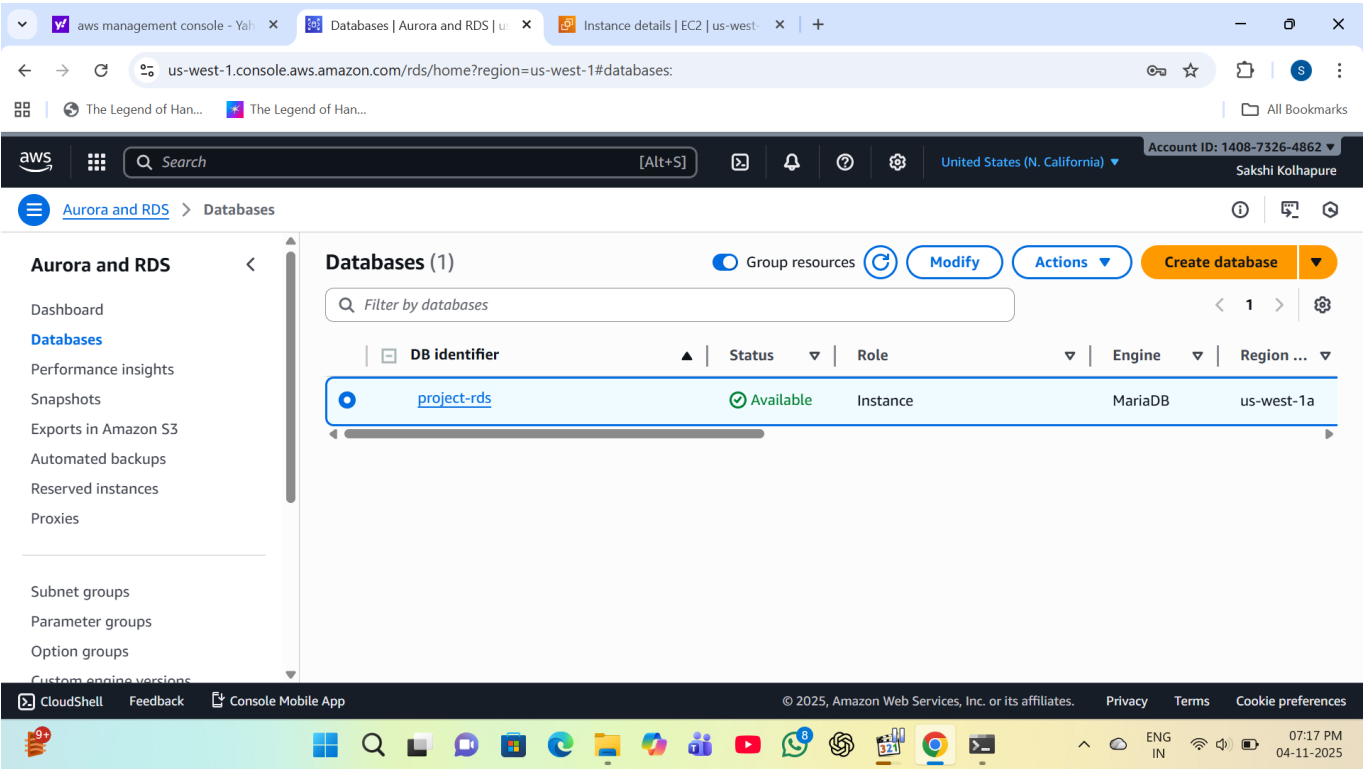 aws management console - Yah
Databases | Aurora and RDS | us
Instance details | EC2 | us-west-
us-west-1.console.aws.amazon.com/rds/home?region=us-west-1#databases:
S
The Legend of Han...
The Legend of Han...
All Bookmarks
aws
Search
[Alt+S]
United States (N. California)
Account ID: 1408-7326-4862
Sakshi Kolhapure
Aurora and RDS > Databases
Aurora and RDS
Dashboard
Databases
Performance insights
Snapshots
Exports in Amazon S3
Automated backups
Reserved instances
Proxies
Subnet groups
Parameter groups
Option groups
Custom engine versions
Databases (1)
Group resources
Modify
Actions
Create database
Filter by databases
1
DB identifier Status Role Engine Region ...
project-rds Available Instance MariaDB us-west-1a
CloudShell Feedback Console Mobile App
© 2025, Amazon Web Services, Inc. or its affiliates. Privacy Terms Cookie preferences
9+
8
321
ENG
IN
07:17 PM
04-11-2025